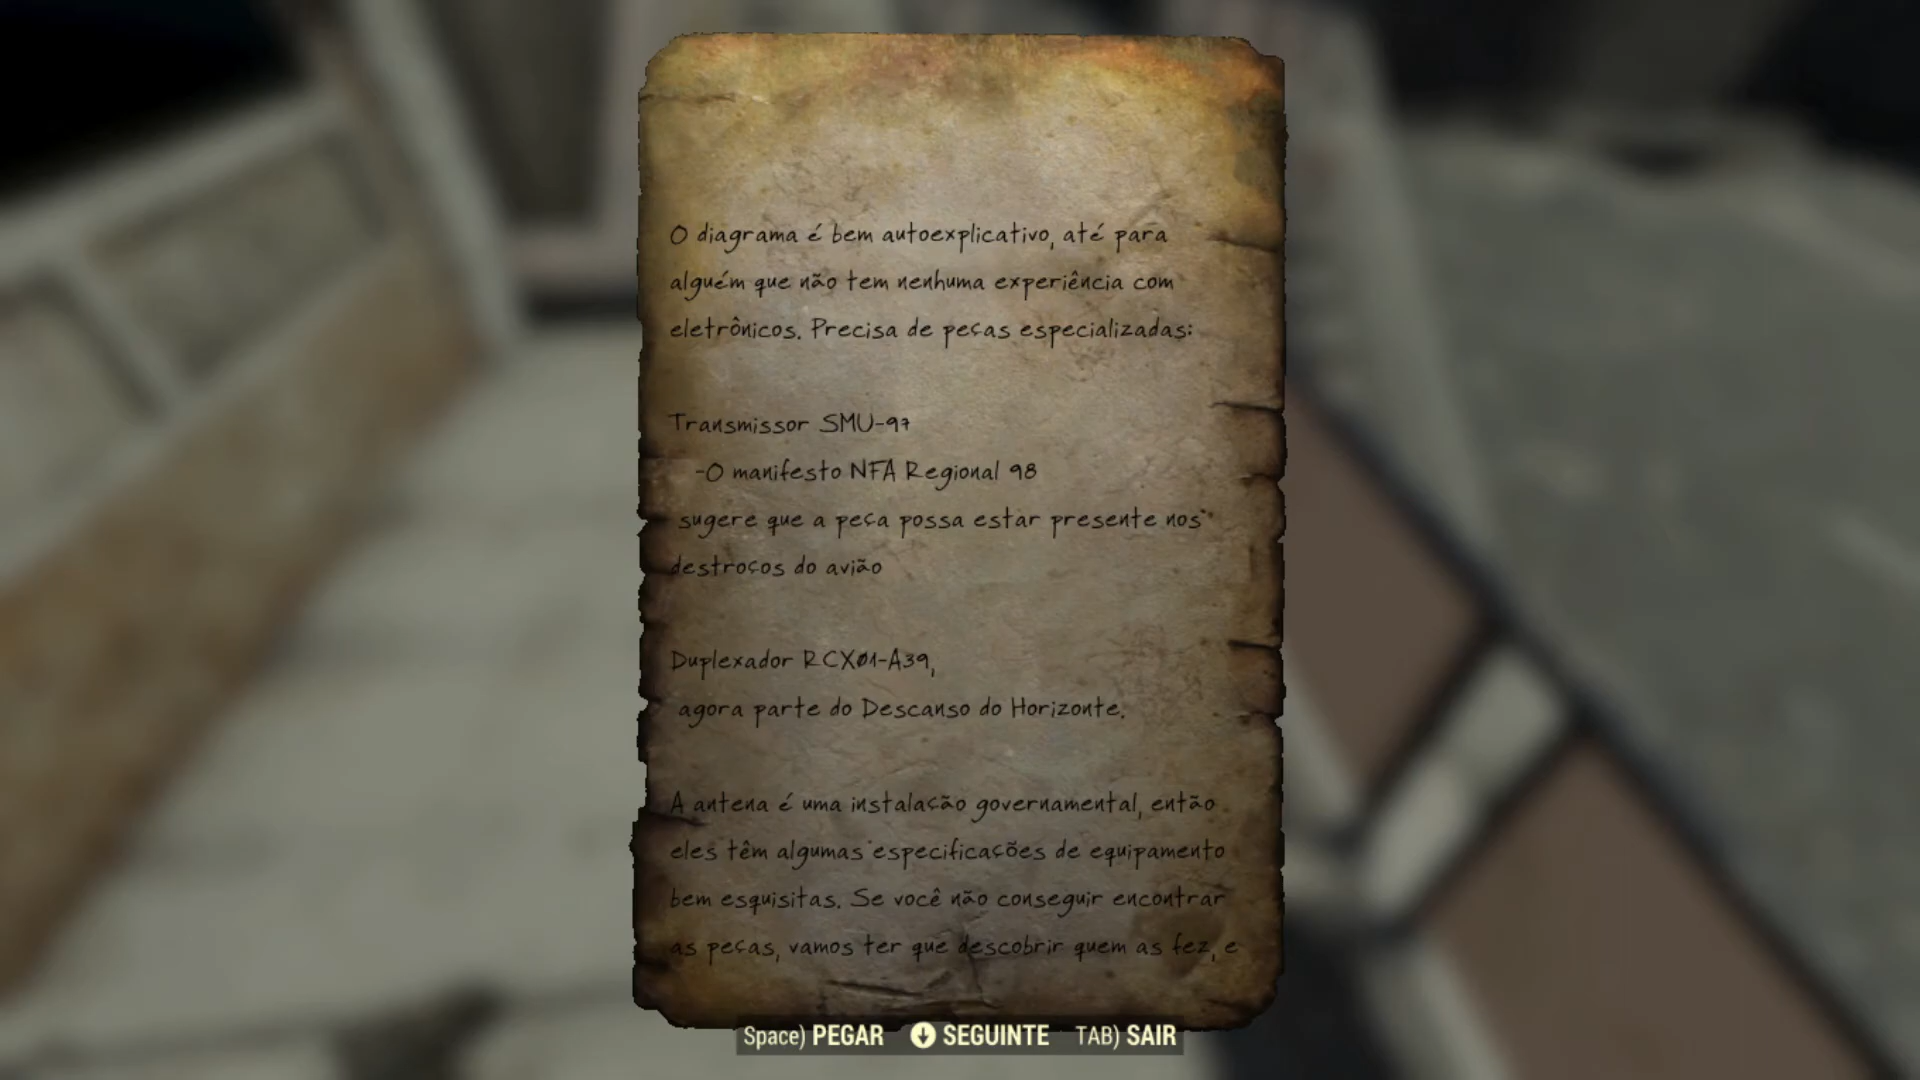 O diagrama é bem autoexplicativo, até para
alguém que não tem nenhuma experiência com
eletrônicos. Precisa de peças especializadas:
Transmissor SMU-97
-O manifesto NFA Regional 98
sugere que a peça possa estar presente nos
destroços do avião
Duplexador RCX01-A39,
agora parte do Descanso do Horizonte.
A antena é uma instalação governamental, então
eles têm algumas especificações de equipamento
bem esquisitas. Se você não conseguir encontrar
as peças, vamos ter que descobrir quem as fez, e
Space) PEGAR SEGUINTE TAB) SAIR